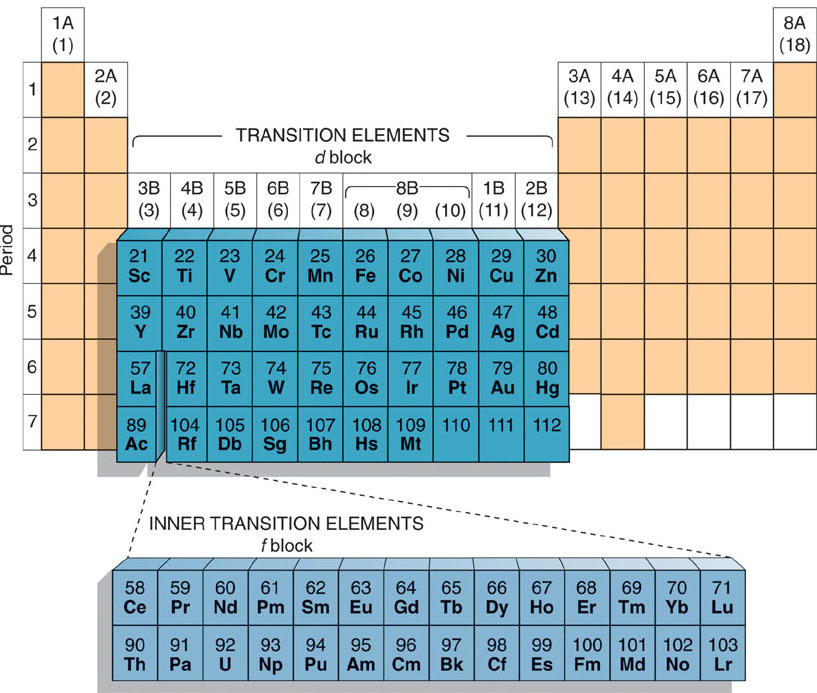 1A
(1)
8A
(18)
2A
(2)
3A
(13)
4A
(14)
5A
(15)
6A
(16)
7A
(17)
Period
1
2
3
4
5
6
7
TRANSITION ELEMENTS
d block
3B
(3)
4B
(4)
5B
(5)
6B
(6)
7B
(7)
8B
(8) (9) (10)
1B
(11)
2B
(12)
21 22 23 24 25 26 27 28 29 30
Sc Ti V Cr Mn Fe Co Ni Cu Zn
39 40 41 42 43 44 45 46 47 48
Y Zr Nb Mo Tc Ru Rh Pd Ag Cd
57 72 73 74 75 76 77 78 79 80
La Hf Ta W Re Os Ir Pt Au Hg
89 104 105 106 107 108 109 110 111 112
Ac Rf Db Sg Bh Hs Mt
INNER TRANSITION ELEMENTS
f block
58 59 60 61 62 63 64 65 66 67 68 69 70 71
Ce Pr Nd Pm Sm Eu Gd Tb Dy Ho Er Tm Yb Lu
90 91 92 93 94 95 96 97 98 99 100 101 102 103
Th Pa U Np Pu Am Cm Bk Cf Es Fm Md No Lr